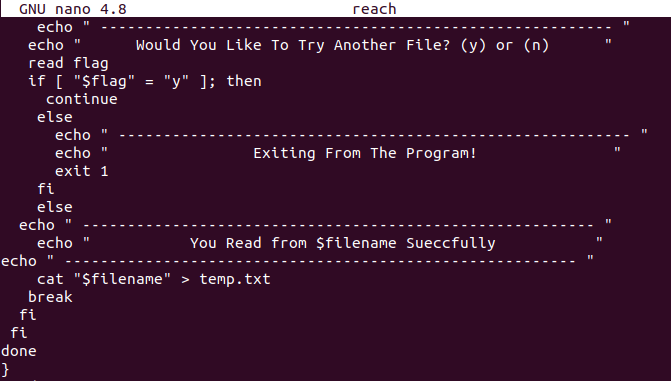 GNU nano 4.8 reach
echo " --------------------------------------------------------- "
echo " Would You Like To Try Another File? (y) or (n) "
read flag
if [ "$flag" = "y" ]; then
continue
else
echo " --------------------------------------------------------- "
echo " Exiting From The Program! "
exit 1
fi
else
echo " --------------------------------------------------------- "
echo " You Read from $filename Sueccfully "
echo " --------------------------------------------------------- "
cat "$filename" > temp.txt
break
fi
fi
done
}